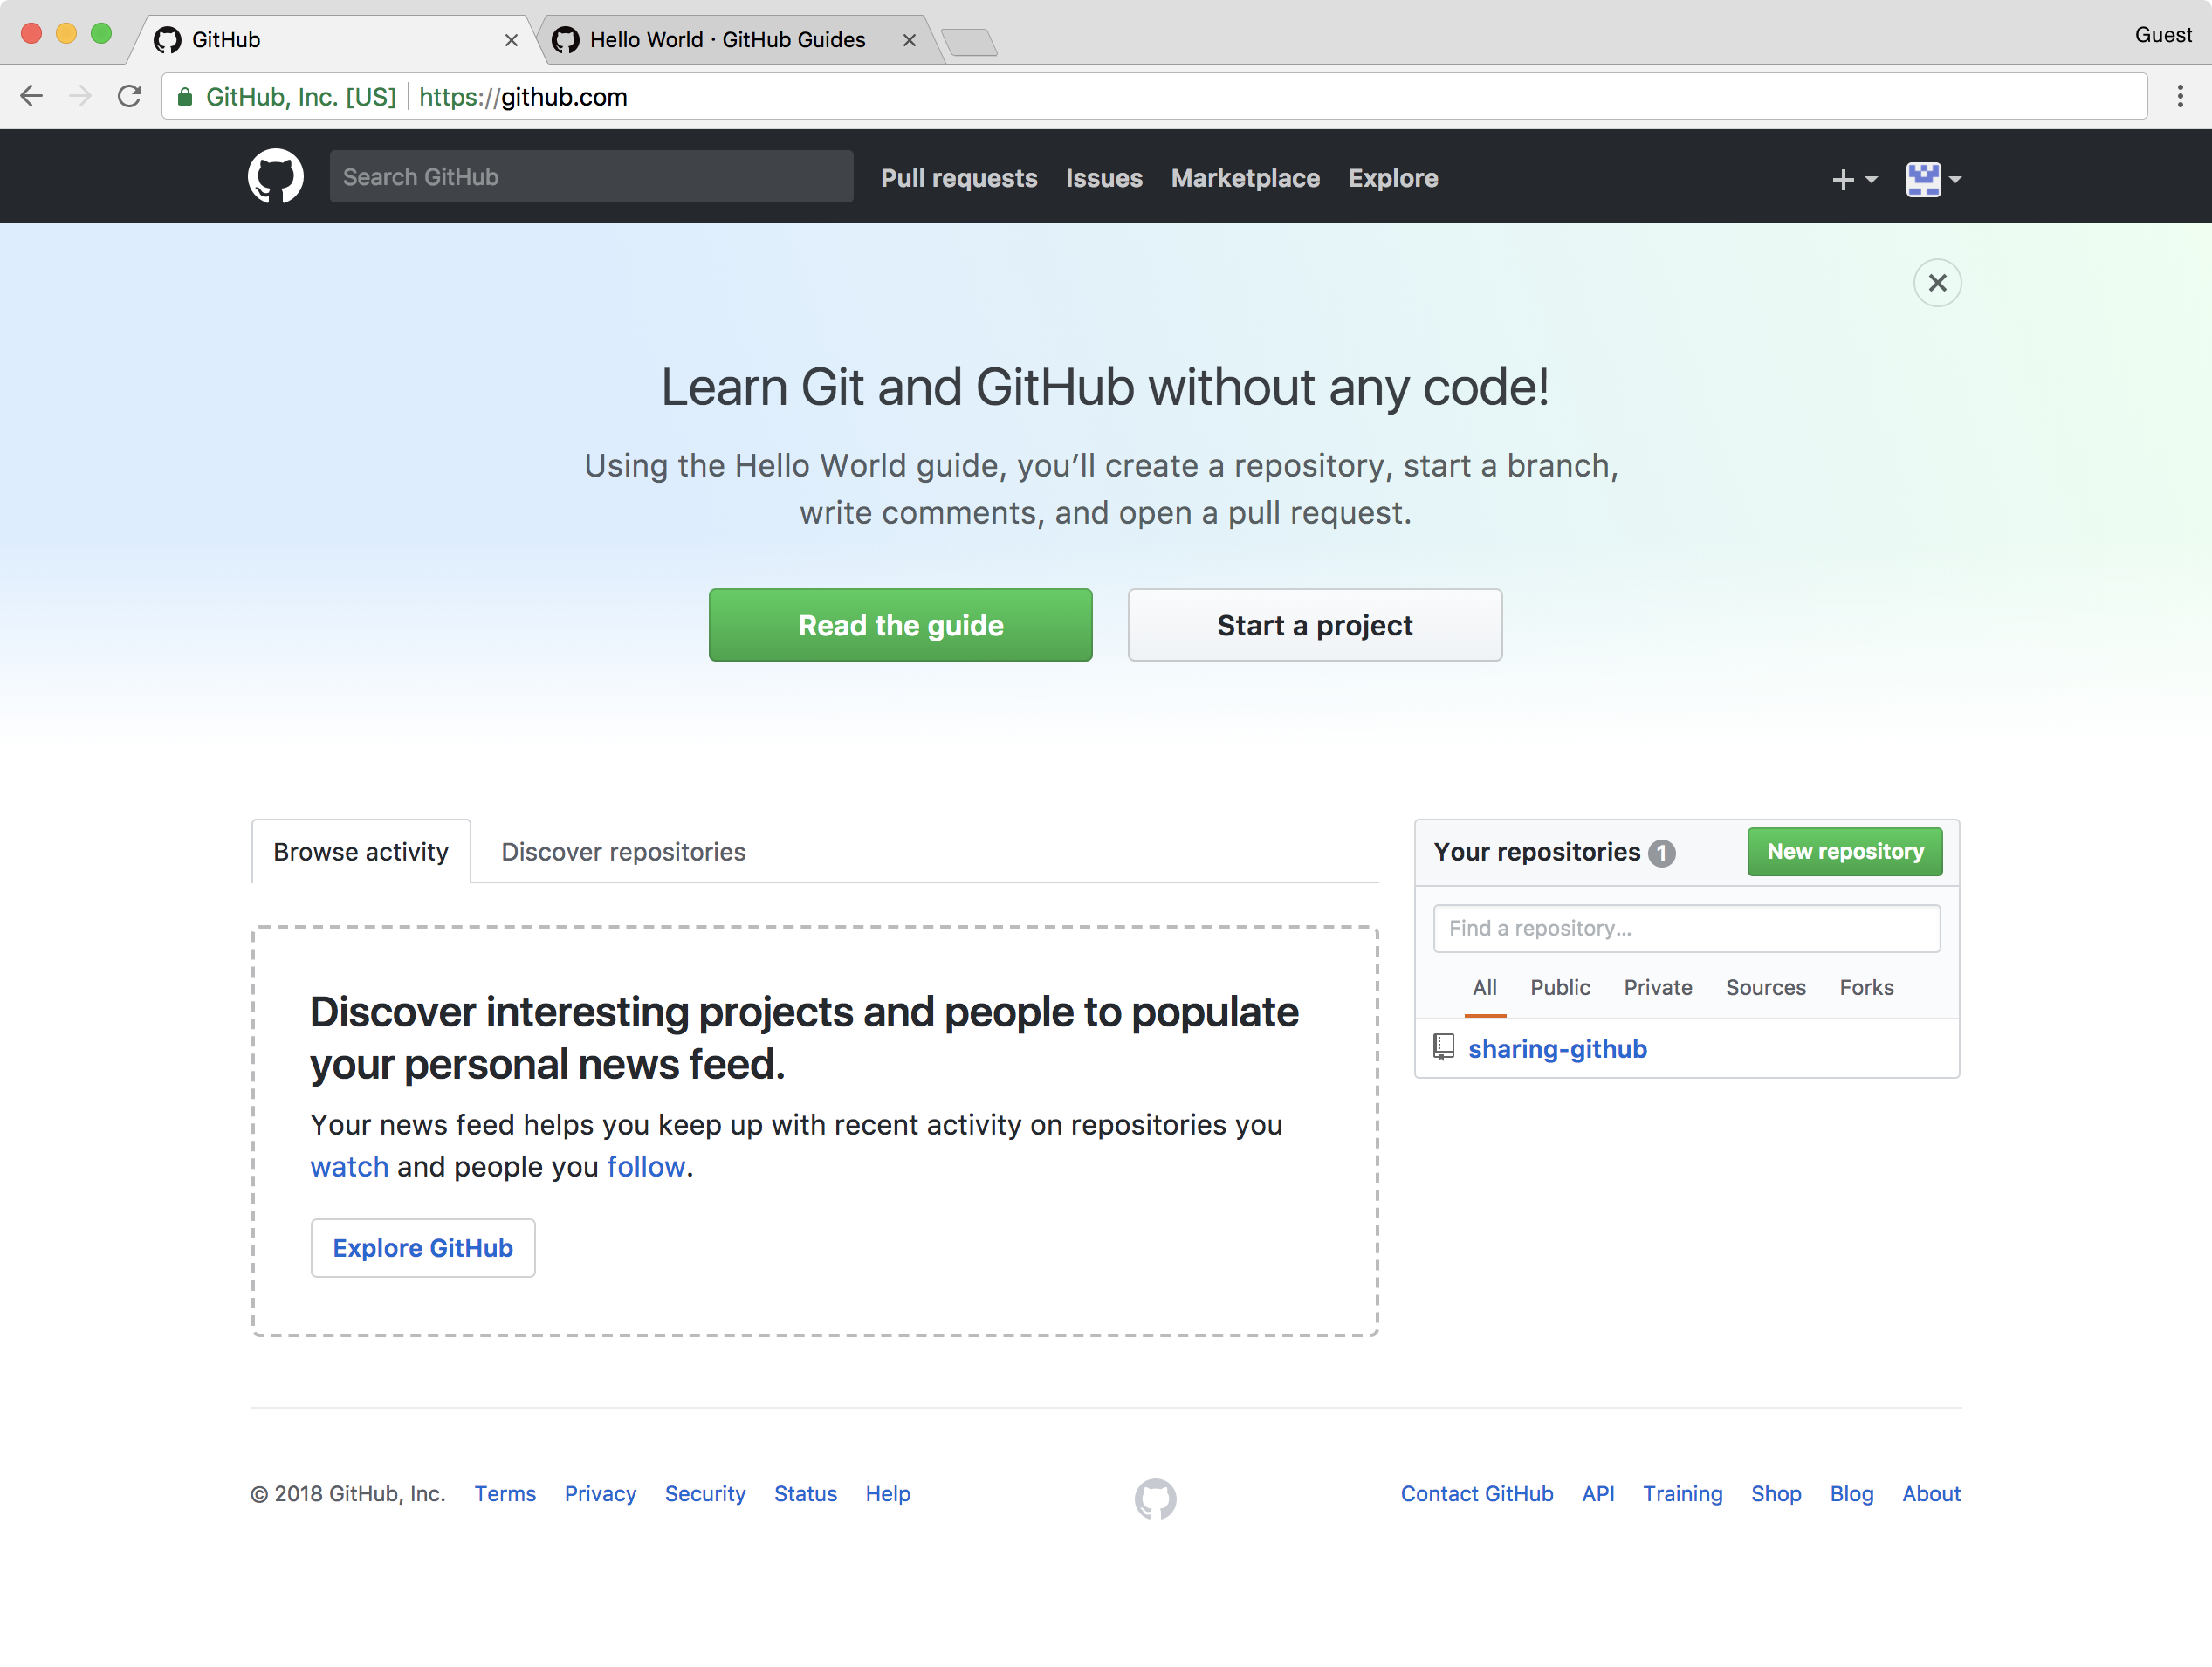 GitHub
Hello World · GitHub Guides
Guest
GitHub, Inc. [US] https://github.com
Search GitHub
Pull requests Issues Marketplace Explore
Learn Git and GitHub without any code!
Using the Hello World guide, you’ll create a repository, start a branch,
write comments, and open a pull request.
Read the guide
Start a project
Browse activity
Discover repositories
Discover interesting projects and people to populate
your personal news feed.
Your news feed helps you keep up with recent activity on repositories you
watch and people you follow.
Explore GitHub
Your repositories 1
New repository
Find a repository...
All Public Private Sources Forks
sharing-github
© 2018 GitHub, Inc. Terms Privacy Security Status Help
Contact GitHub API Training Shop Blog About